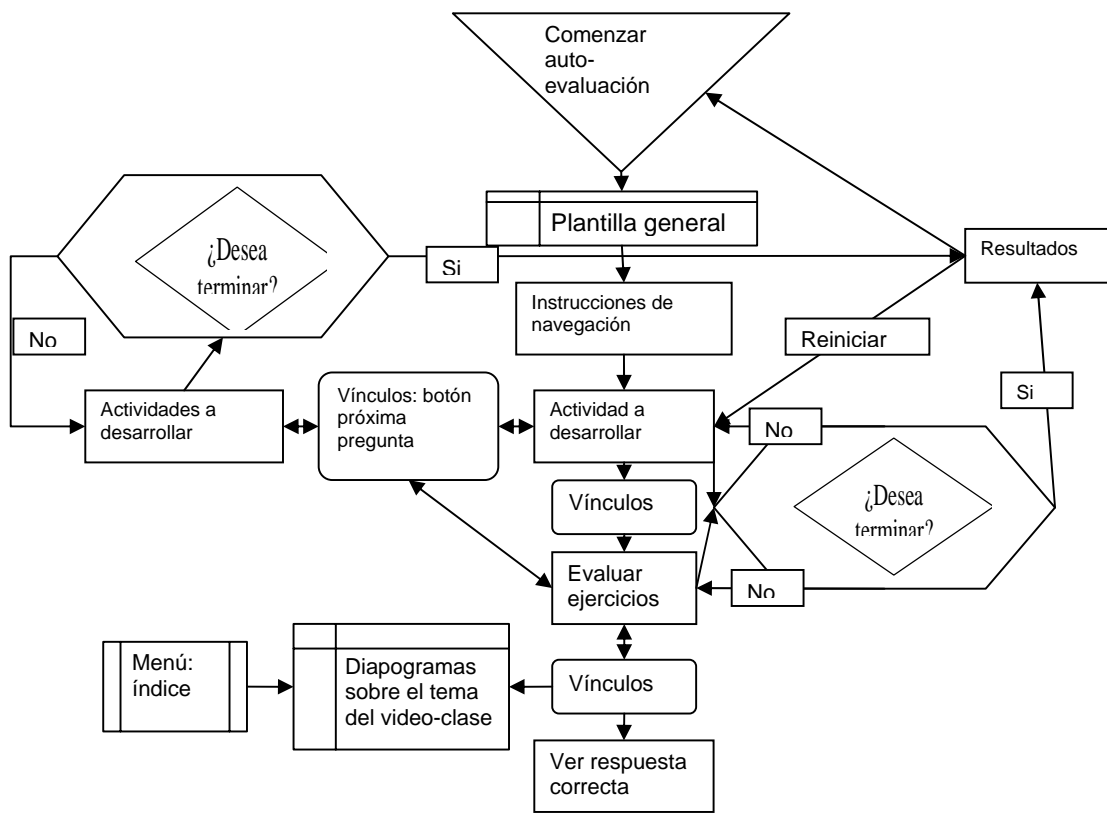 Comenzar
auto-
evaluación
Plantilla general
¿Desea
terminar?
Si
Resultados
Instrucciones de
navegación
No
Reiniciar
Actividades a
desarrollar
Vínculos: botón
próxima
pregunta
Actividad a
desarrollar
Si
No
Vínculos
¿Desea
terminar?
Evaluar
ejercicios
No
Menú:
índice
Diapogramas
sobre el tema
del video-clase
Vínculos
Ver respuesta
correcta